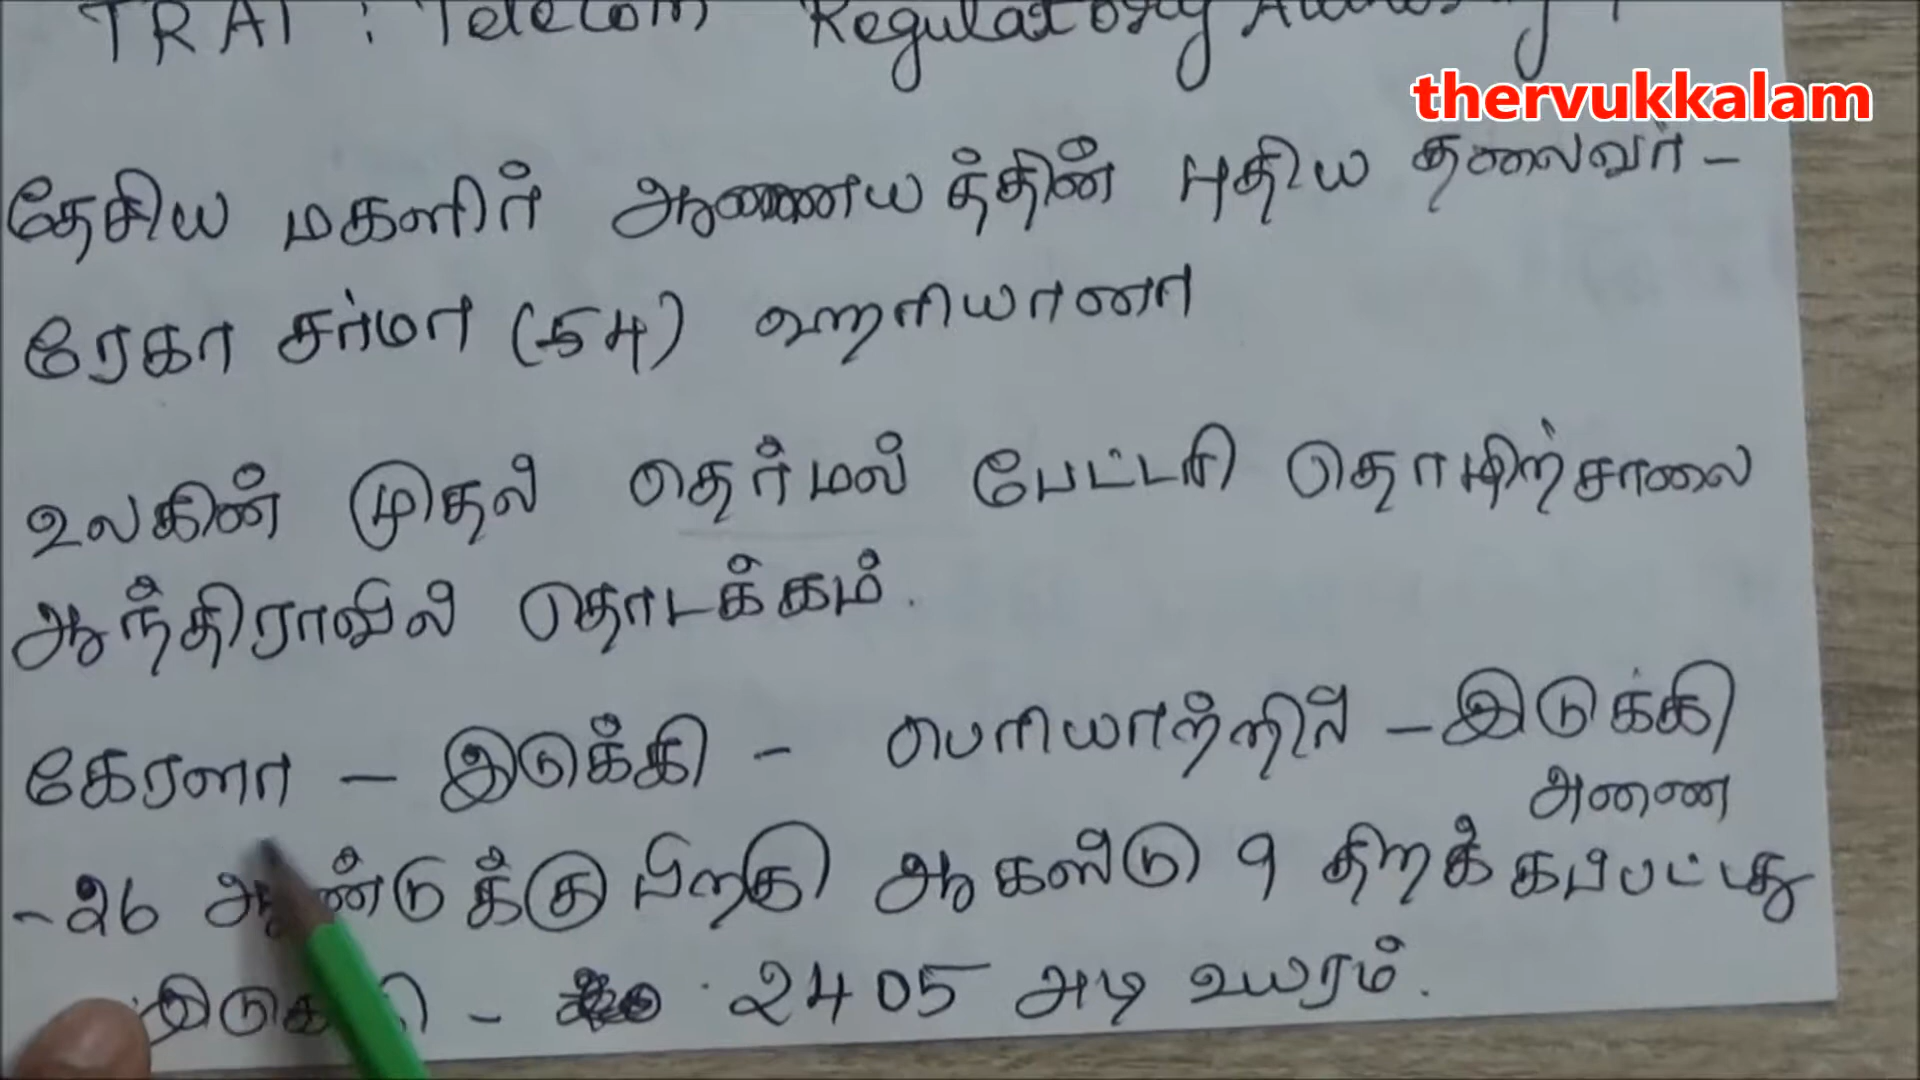 TRAI : Telecom Regulatory
thervukkalam
தேசிய மகளிர் ஆணையத்தின் புதிய தலைவர் -
ரேகா சர்மா (54) ஹரியானா
உலகின் முதல் தெர்மல் பேட்டரி தொழிற்சாலை
ஆந்திராவில் தொடக்கம்.
கேரளா - இடுக்கி - பெரியாற்றில் - இடுக்கி
அணை
- 26 ஆண்டுக்கு பிறகு ஆகஸ்டு 9 திறக்கப்பட்டது
இடுக்கி - 2405 அடி உயரம்.